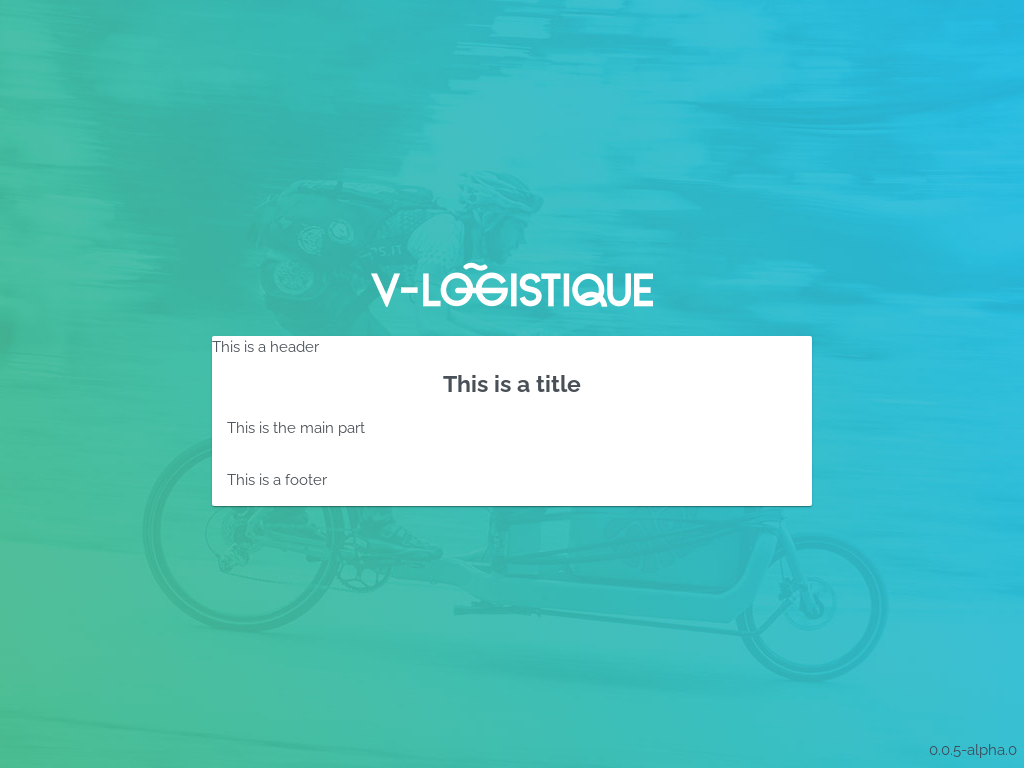 V-LOGISTIQUE
This is a header
This is a title
This is the main part
This is a footer
0.0.5-alpha.0